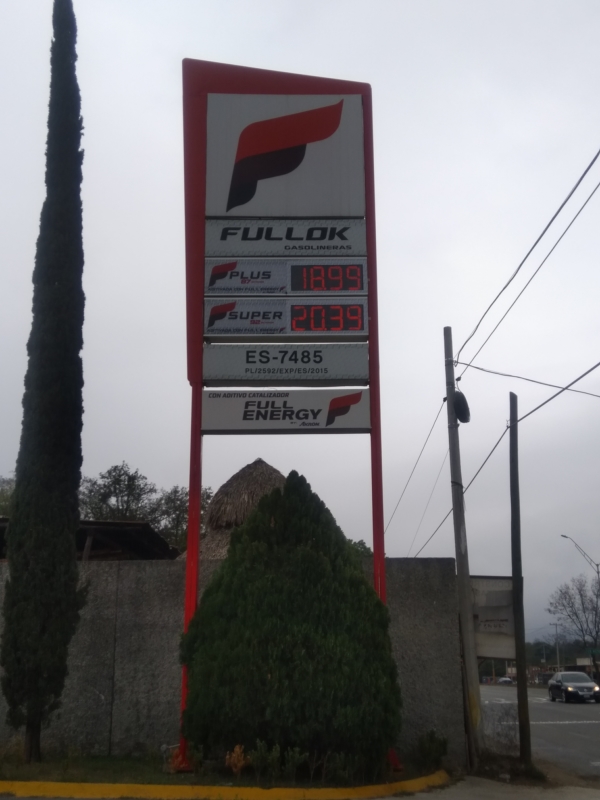 FULLOK
GASOLINERAS
PLUS
87
18.99
SUPER
20.39
ES-7485
PL/2592/EXP/ES/2015
CON ADITIVO CATALIZADOR
FULL
ENERGY